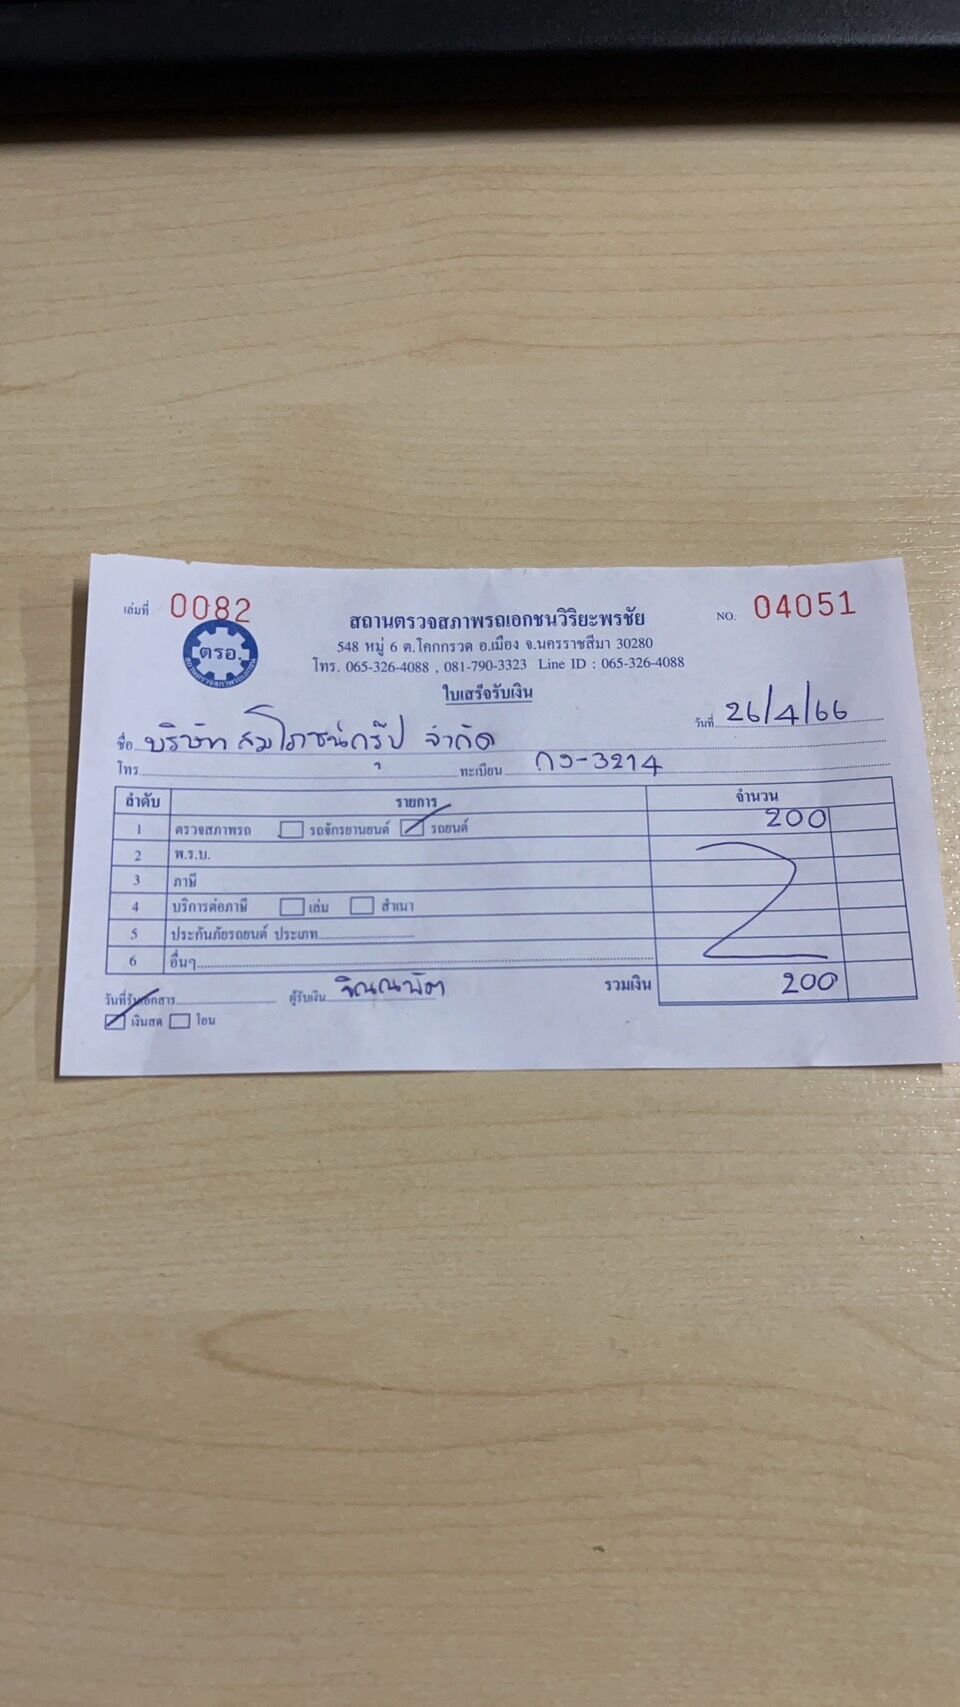 เล่มที่ 0082
NO. 04051
ตรอ.
สถานตรวจสภาพรถเอกชนวิริยะพรชัย
548 หมู่ 6 ต.โคกกรวด อ.เมือง จ.นครราชสีมา 30280
โทร. 065-326-4088 , 081-790-3323 Line ID : 065-326-4088
ใบเสร็จรับเงิน
วันที่ 26/4/66
ชื่อ บริษัท สมโภชน์กรุ๊ป จำกัด
โทร. ทะเบียน 3214
ลำดับ รายการ จำนวน
1 ตรวจสภาพรถ รถจักรยานยนต์ รถยนต์ 200
2 พ.ร.บ.
3 ภาษี
4 บริการต่อภาษี เล่ม สำเนา
5 ประกันภัยรถยนต์ ประเภท
6 อื่นๆ
วันที่รับเอกสาร ผู้รับเงิน รวมเงิน 200
เงินสด โอน